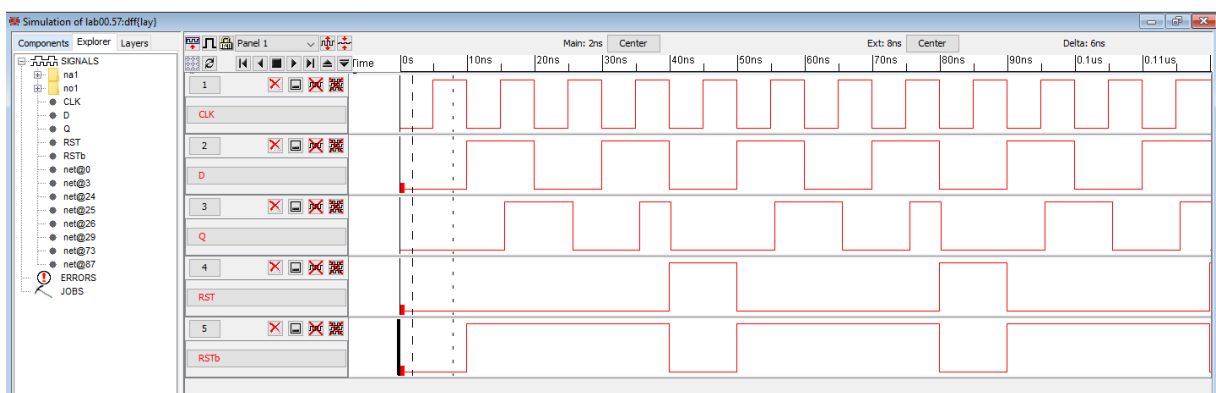 Simulation of lab00.57:dff{lay}
Components Explorer Layers
Panel 1
Main: 2ns Center
Ext: 8ns Center
Delta: 6ns
Time
0s 10ns 20ns 30ns 40ns 50ns 60ns 70ns 80ns 90ns 0.1us 0.11us
SIGNALS
na1
no1
CLK
D
Q
RST
RSTb
net@0
net@3
net@24
net@25
net@26
net@29
net@73
net@87
ERRORS
JOBS
1
CLK
2
D
3
Q
4
RST
5
RSTb